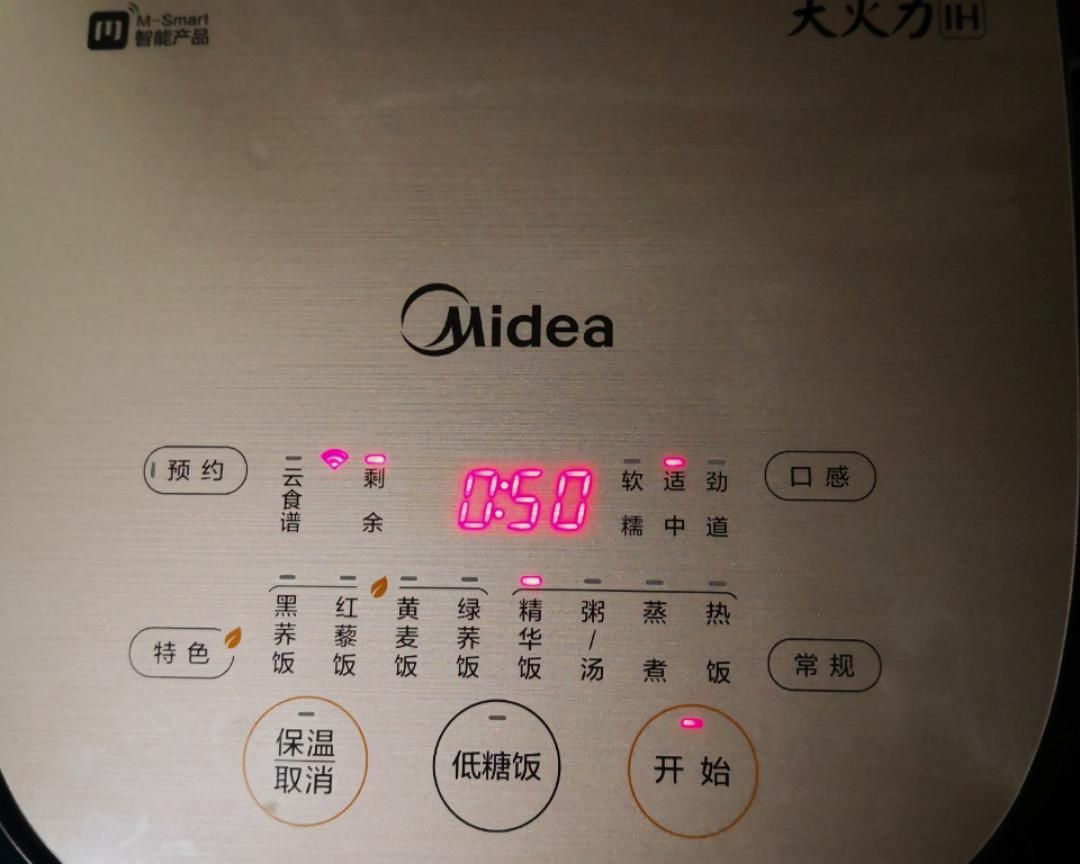 M-Smart
智能产品
大火力IH
Midea
预约
云食谱
剩余
0:50
软糯
适中
劲道
口感
特色
黑荞饭
红藜饭
黄麦饭
绿荞饭
精华饭
粥/汤
蒸煮
热饭
常规
保温
取消
低糖饭
开始